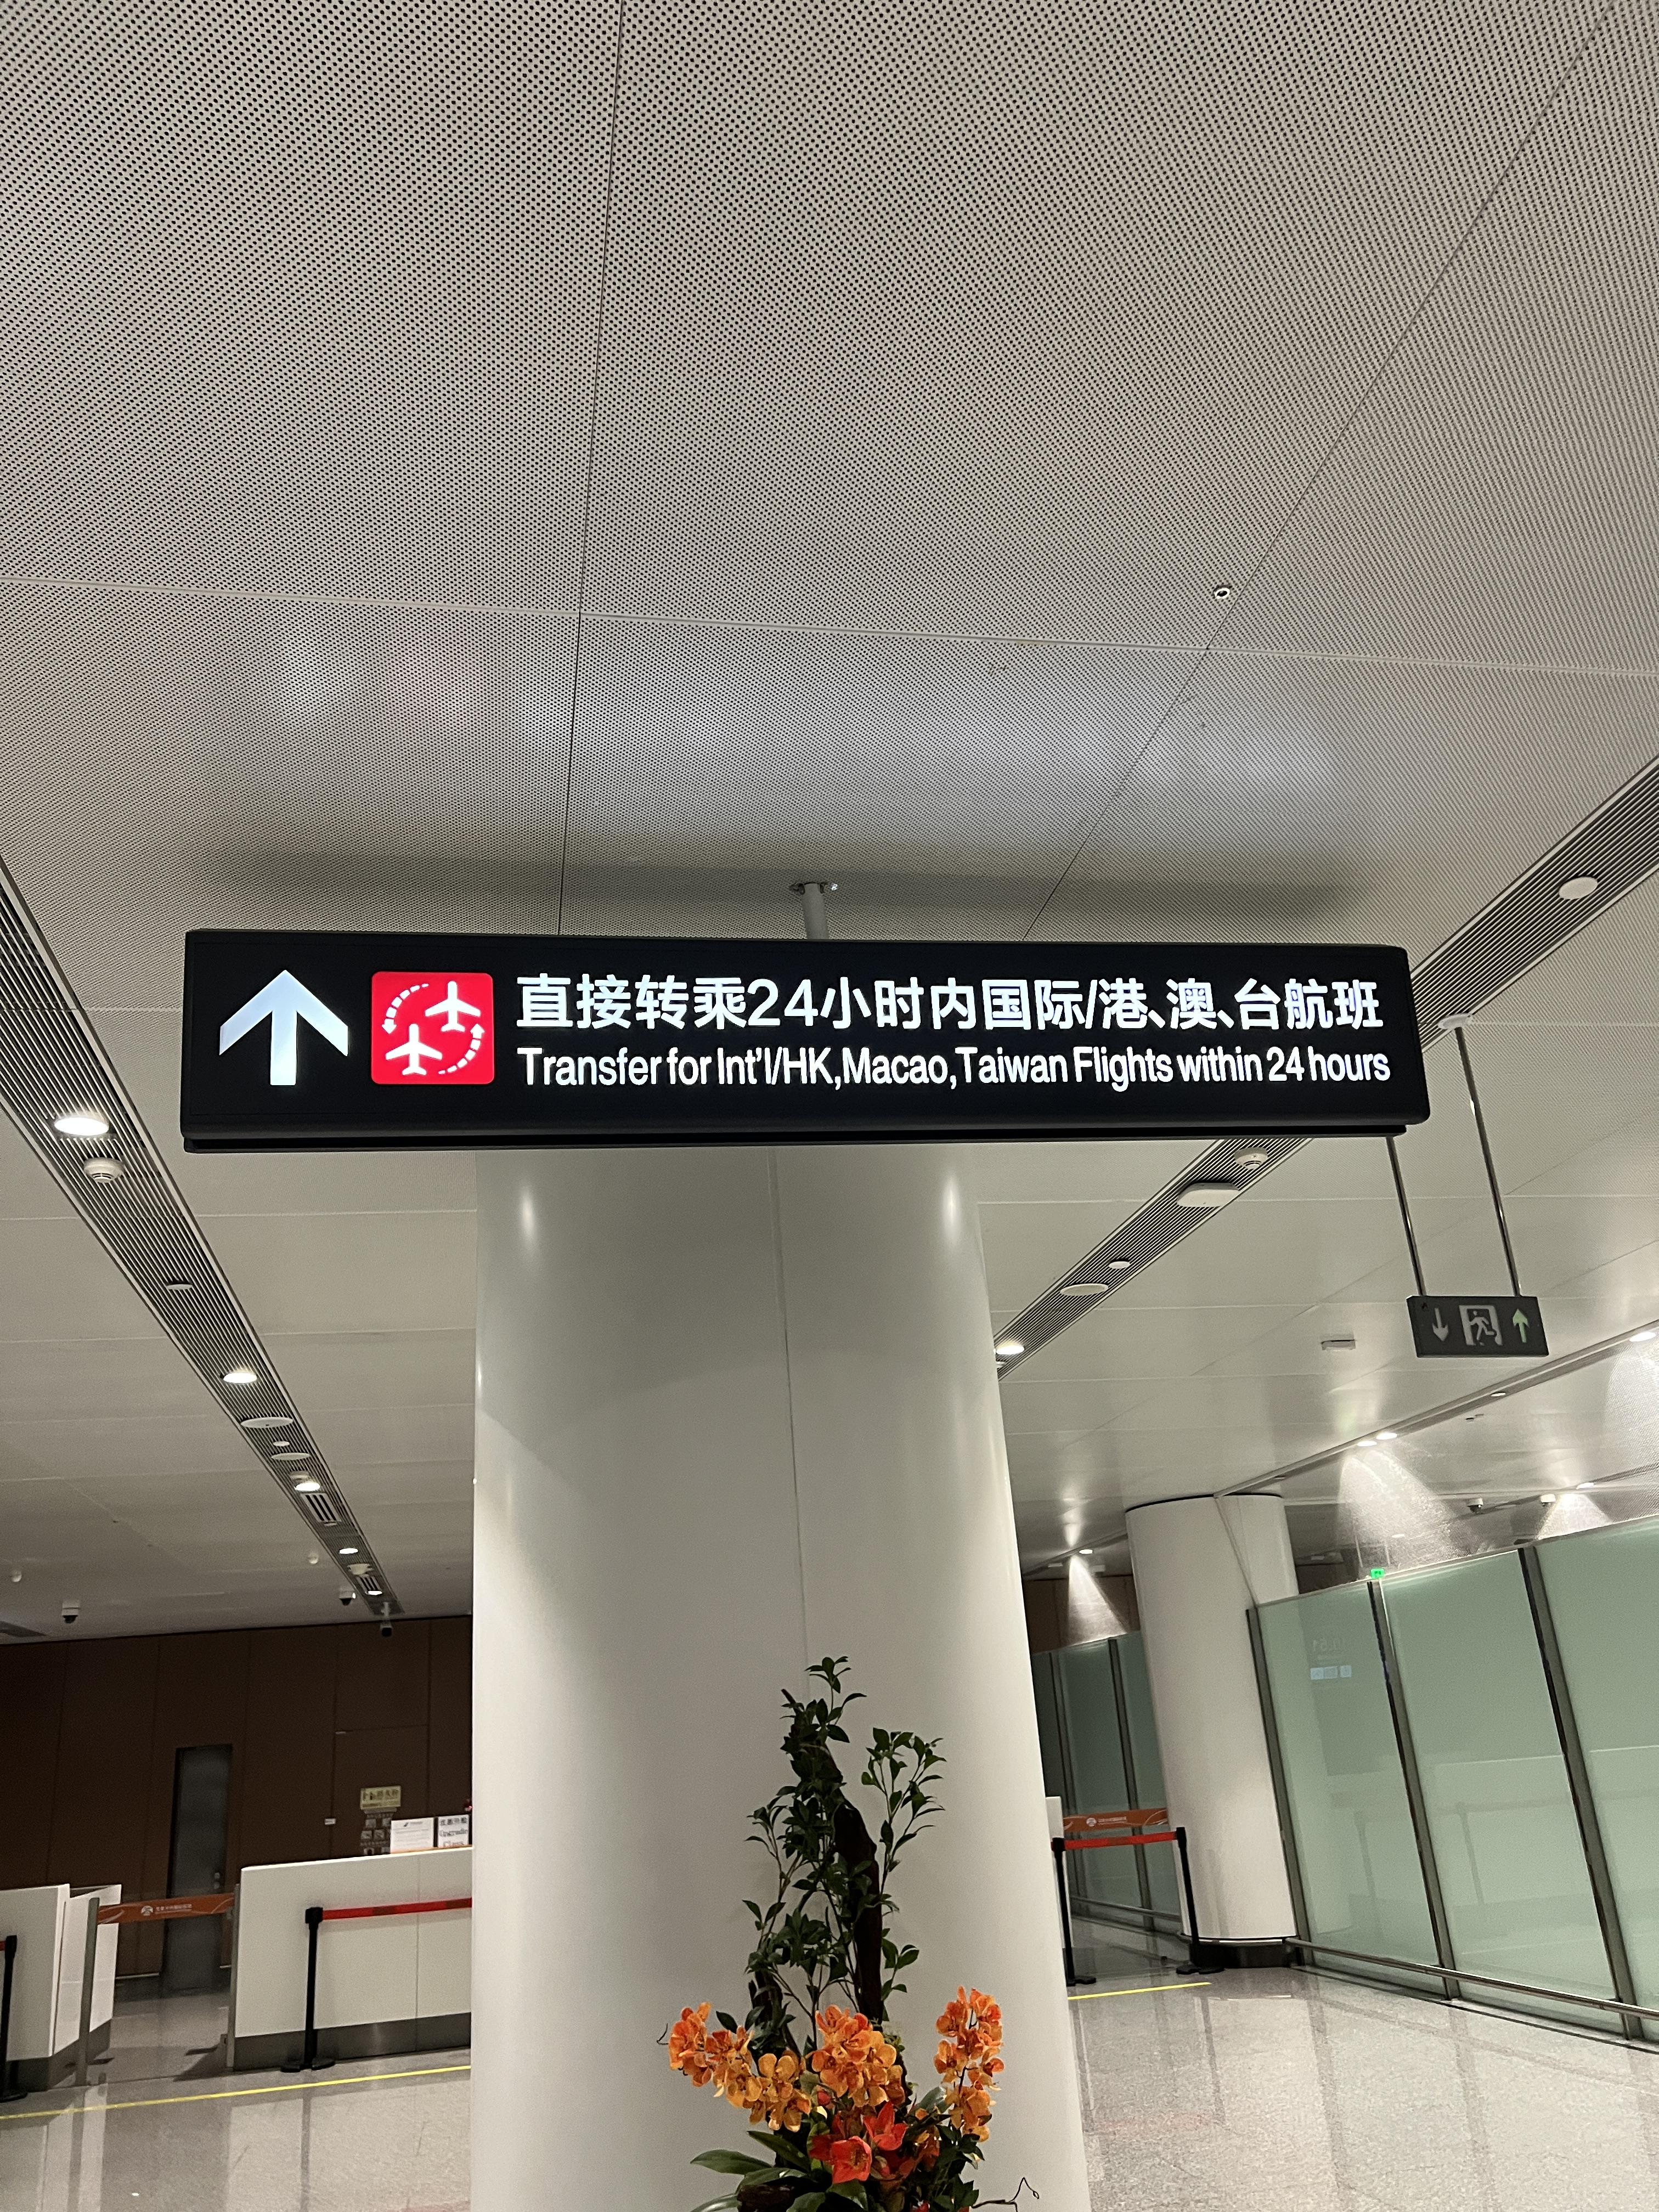 直接转乘24小时内国际/港、澳、台航班
Transfer for Int'l/HK,Macao,Taiwan Flights within 24 hours
Upgrade